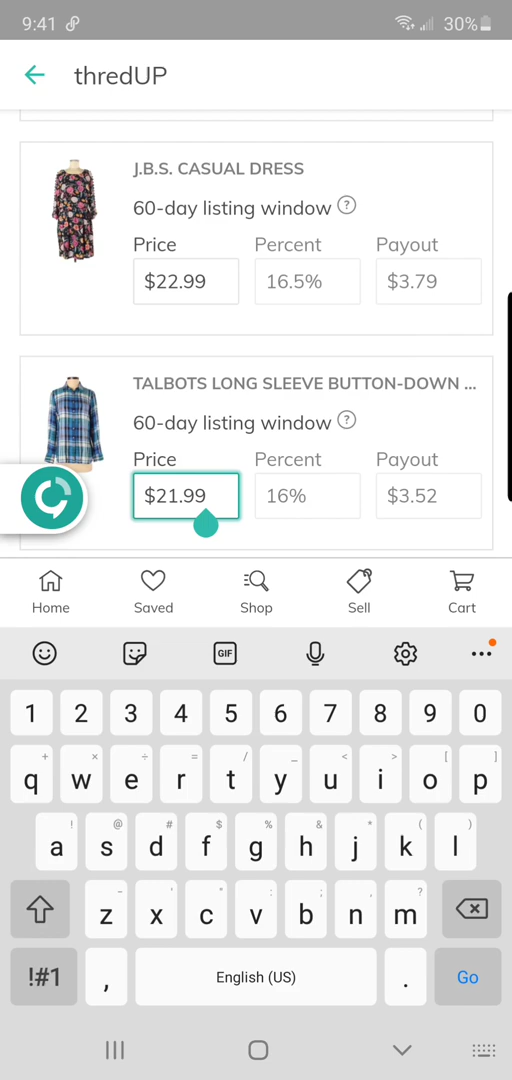 9:41 30%
thredUP
J.B.S. CASUAL DRESS
60-day listing window ?
Price Percent Payout
$22.99 16.5% $3.79
TALBOTS LONG SLEEVE BUTTON-DOWN ...
60-day listing window ?
Price Percent Payout
$21.99 16% $3.52
Home Saved Shop Sell Cart
GIF ...
1 2 3 4 5 6 7 8 9 0
+ × ÷ = / _ < > [ ]
q w e r t y u i o p
! @ # $ % & * ( )
a s d f g h j k l
- ' " : ; , ?
z x c v b n m
!#1 , English (US) . Go